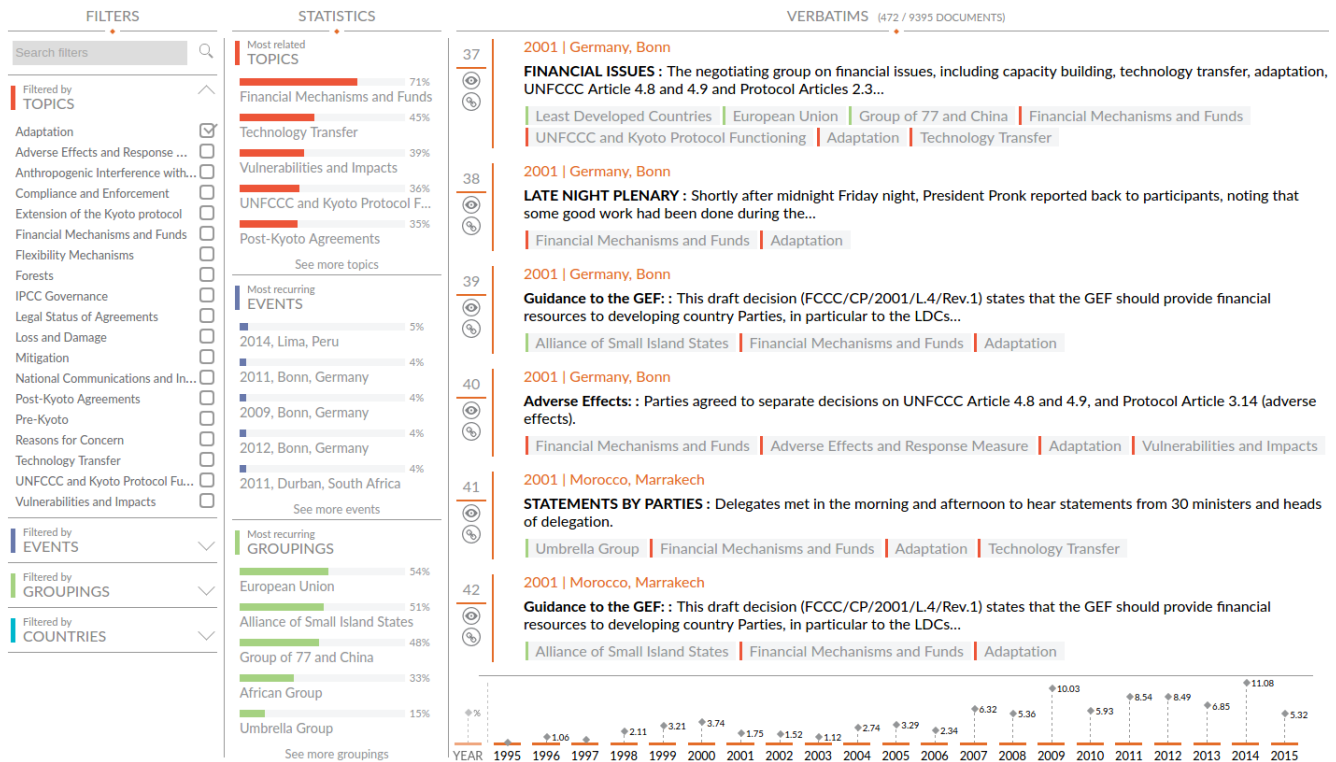 FILTERS
Search filters
Filtered by
TOPICS
Adaptation
Adverse Effects and Response ...
Anthropogenic Interference with...
Compliance and Enforcement
Extension of the Kyoto protocol
Financial Mechanisms and Funds
Flexibility Mechanisms
Forests
IPCC Governance
Legal Status of Agreements
Loss and Damage
Mitigation
National Communications and In...
Post-Kyoto Agreements
Pre-Kyoto
Reasons for Concern
Technology Transfer
UNFCCC and Kyoto Protocol Fu...
Vulnerabilities and Impacts
Filtered by
EVENTS
Filtered by
GROUPINGS
Filtered by
COUNTRIES
STATISTICS
Most related
TOPICS
71%
Financial Mechanisms and Funds
45%
Technology Transfer
39%
Vulnerabilities and Impacts
36%
UNFCCC and Kyoto Protocol F...
35%
Post-Kyoto Agreements
See more topics
Most recurring
EVENTS
5%
2014, Lima, Peru
4%
2011, Bonn, Germany
4%
2009, Bonn, Germany
4%
2012, Bonn, Germany
4%
2011, Durban, South Africa
See more events
Most recurring
GROUPINGS
54%
European Union
51%
Alliance of Small Island States
48%
Group of 77 and China
33%
African Group
15%
Umbrella Group
See more groupings
VERBATIMS (472 / 9395 DOCUMENTS)
37
2001 | Germany, Bonn
FINANCIAL ISSUES : The negotiating group on financial issues, including capacity building, technology transfer, adaptation,
UNFCCC Article 4.8 and 4.9 and Protocol Articles 2.3...
Least Developed Countries European Union Group of 77 and China Financial Mechanisms and Funds
UNFCCC and Kyoto Protocol Functioning Adaptation Technology Transfer
38
2001 | Germany, Bonn
LATE NIGHT PLENARY : Shortly after midnight Friday night, President Pronk reported back to participants, noting that
some good work had been done during the...
Financial Mechanisms and Funds Adaptation
39
2001 | Germany, Bonn
Guidance to the GEF: : This draft decision (FCCC/CP/2001/L.4/Rev.1) states that the GEF should provide financial
resources to developing country Parties, in particular to the LDCs...
Alliance of Small Island States Financial Mechanisms and Funds Adaptation
40
2001 | Germany, Bonn
Adverse Effects: : Parties agreed to separate decisions on UNFCCC Article 4.8 and 4.9, and Protocol Article 3.14 (adverse
effects).
Financial Mechanisms and Funds Adverse Effects and Response Measure Adaptation Vulnerabilities and Impacts
41
2001 | Morocco, Marrakech
STATEMENTS BY PARTIES : Delegates met in the morning and afternoon to hear statements from 30 ministers and heads
of delegation.
Umbrella Group Financial Mechanisms and Funds Adaptation Technology Transfer
42
2001 | Morocco, Marrakech
Guidance to the GEF: : This draft decision (FCCC/CP/2001/L.4/Rev.1) states that the GEF should provide financial
resources to developing country Parties, in particular to the LDCs...
Alliance of Small Island States Financial Mechanisms and Funds Adaptation
% 1.06 2.11 3.21 3.74 1.75 1.52 1.12 2.74 3.29 2.34 6.32 5.36 10.03 5.93 8.54 8.49 6.85 11.08 5.32
YEAR 1995 1996 1997 1998 1999 2000 2001 2002 2003 2004 2005 2006 2007 2008 2009 2010 2011 2012 2013 2014 2015